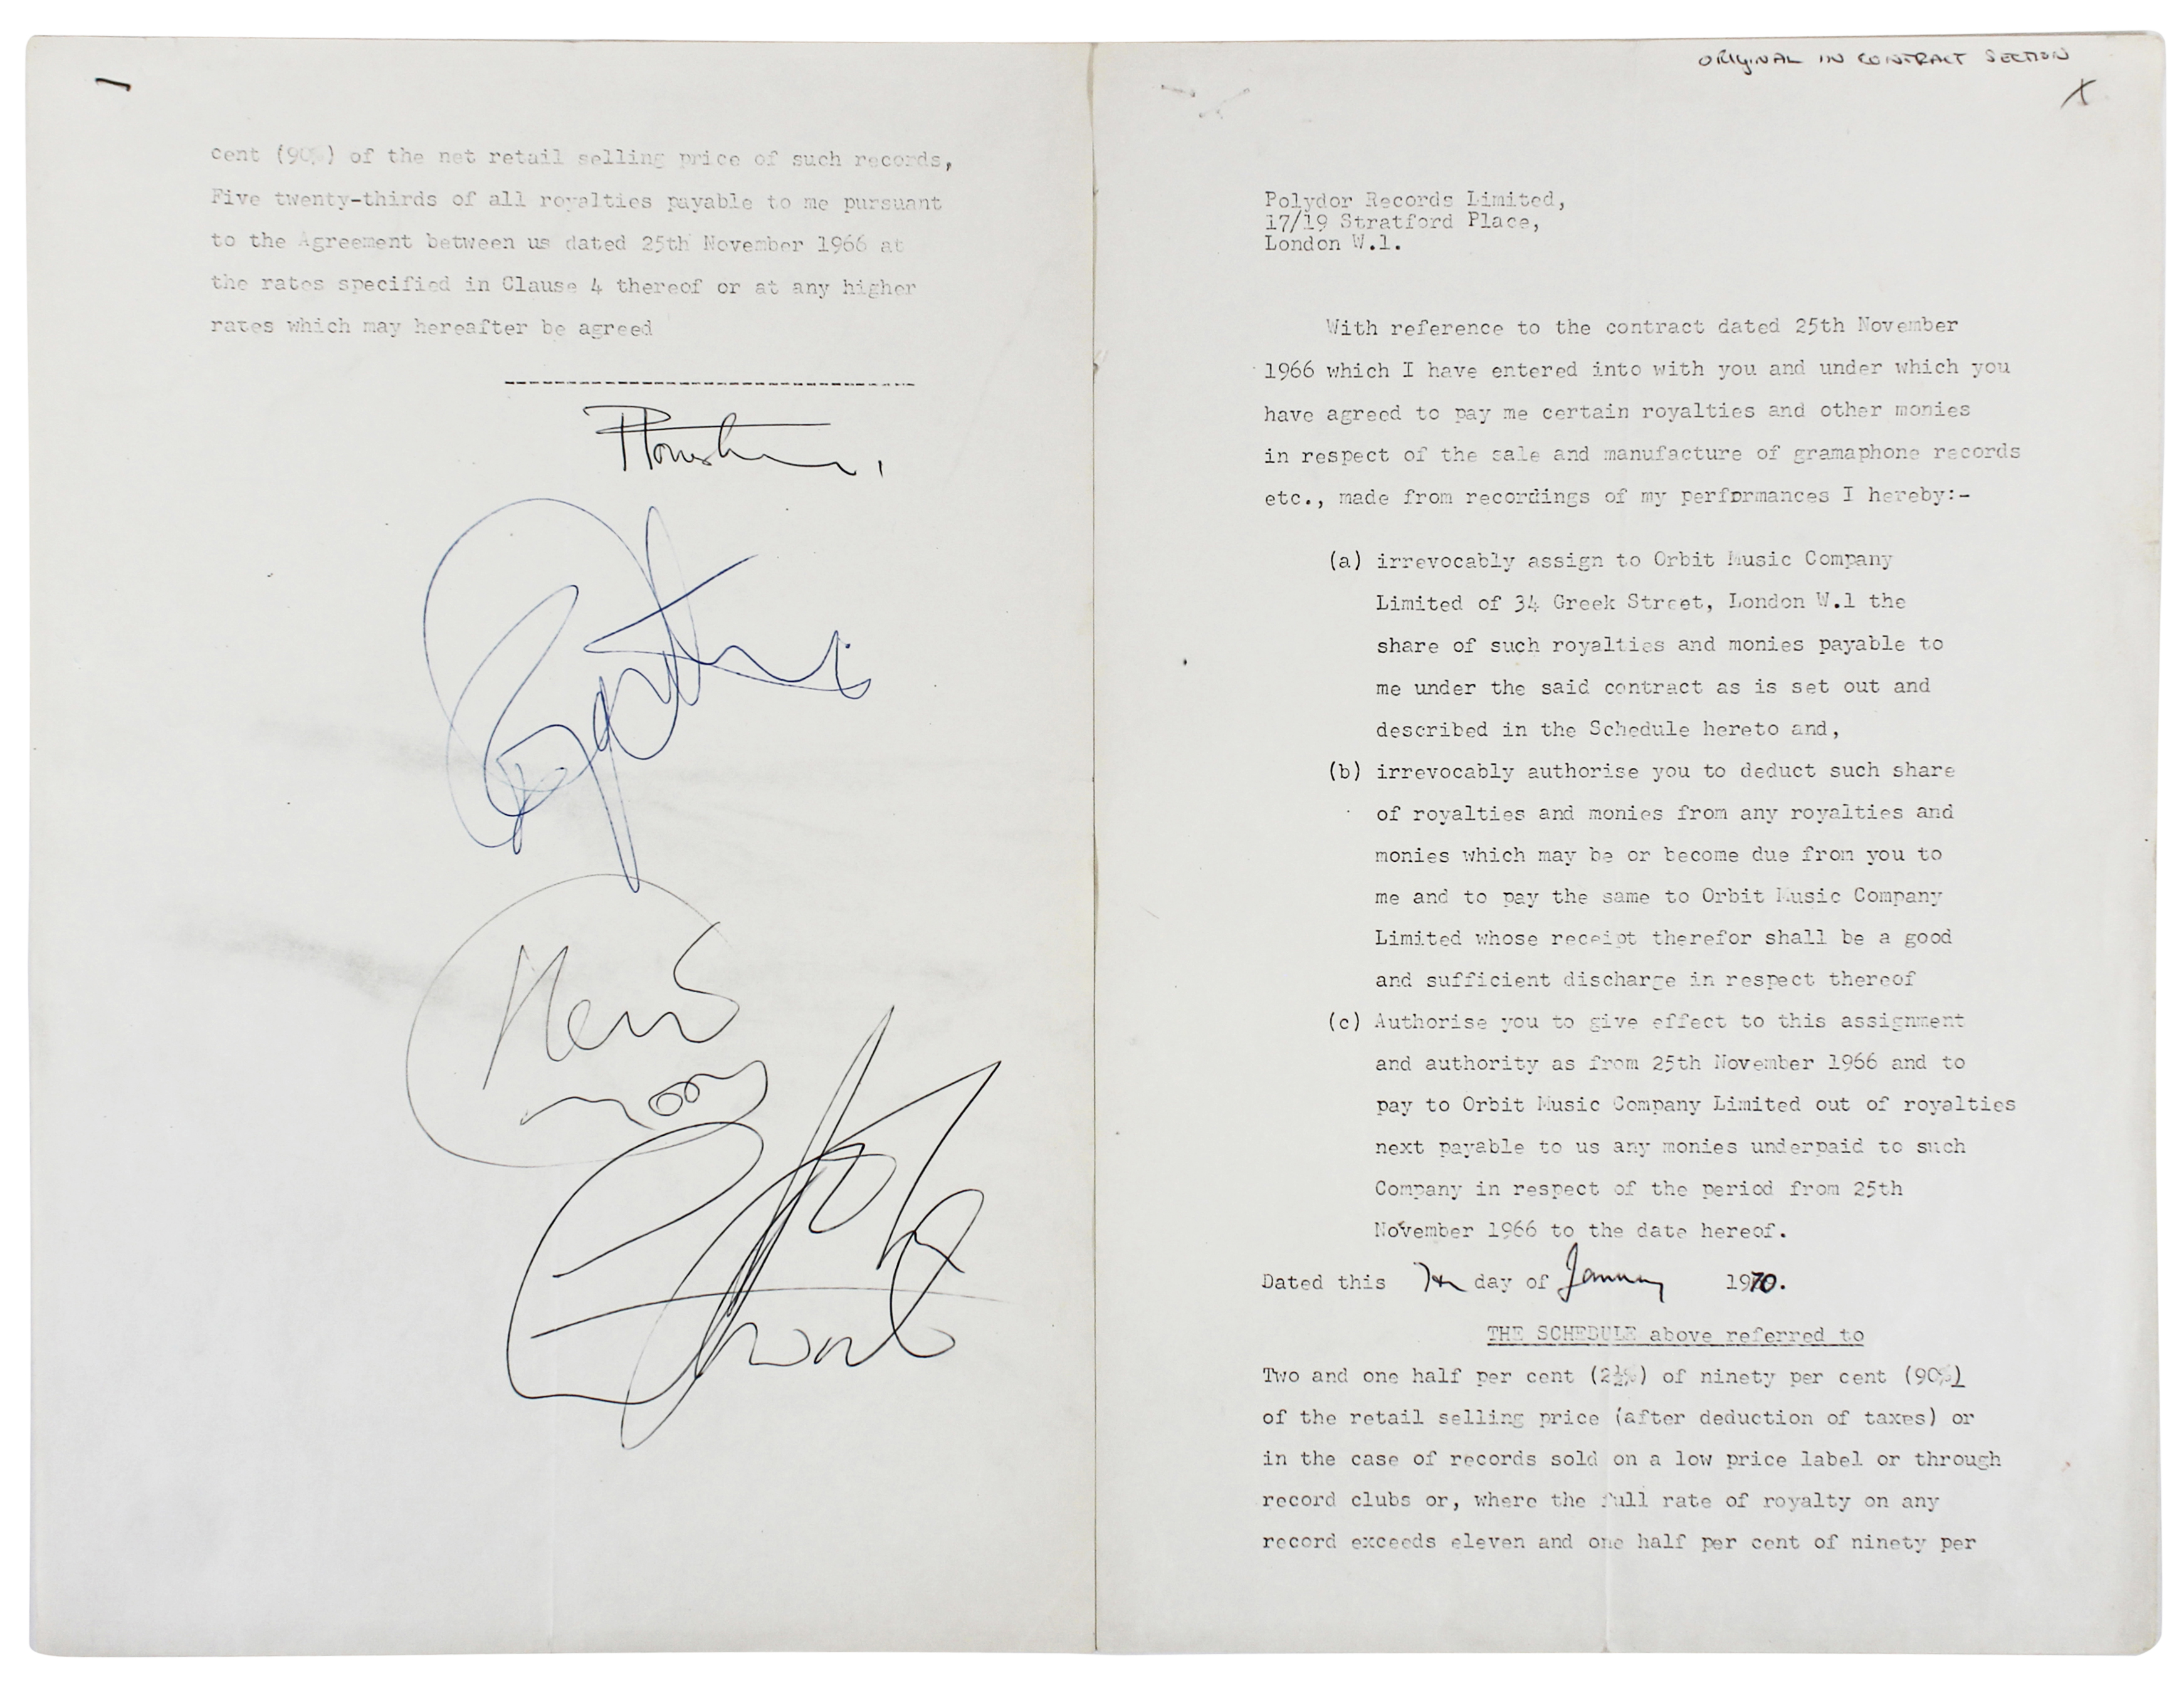 ORIGINAL IN CONTRACT SECTION
X
Polydor Records Limited,
17/19 Stratford Place,
London W.1.
With reference to the contract dated 25th November
1966 which I have entered into with you and under which you
have agreed to pay me certain royalties and other monies
in respect of the sale and manufacture of gramaphone records
etc., made from recordings of my performances I hereby:-
(a) irrevocably assign to Orbit Music Company
Limited of 34 Greek Street, London W.1 the
share of such royalties and monies payable to
me under the said contract as is set out and
described in the Schedule hereto and,
(b) irrevocably authorise you to deduct such share
of royalties and monies from any royalties and
monies which may be or become due from you to
me and to pay the same to Orbit Music Company
Limited whose receipt therefor shall be a good
and sufficient discharge in respect thereof
(c) Authorise you to give effect to this assignment
and authority as from 25th November 1966 and to
pay to Orbit Music Company Limited out of royalties
next payable to us any monies underpaid to such
Company in respect of the period from 25th
November 1966 to the date hereof.
Dated this 7th day of January 1970.
THE SCHEDULE above referred to
Two and one half per cent (2½%) of ninety per cent (90%)
of the retail selling price (after deduction of taxes) or
in the case of records sold on a low price label or through
record clubs or, where the full rate of royalty on any
record exceeds eleven and one half per cent of ninety per
cent (90%) of the net retail selling price of such records,
Five twenty-thirds of all royalties payable to me pursuant
to the Agreement between us dated 25th November 1966 at
the rates specified in Clause 4 thereof or at any higher
rates which may hereafter be agreed